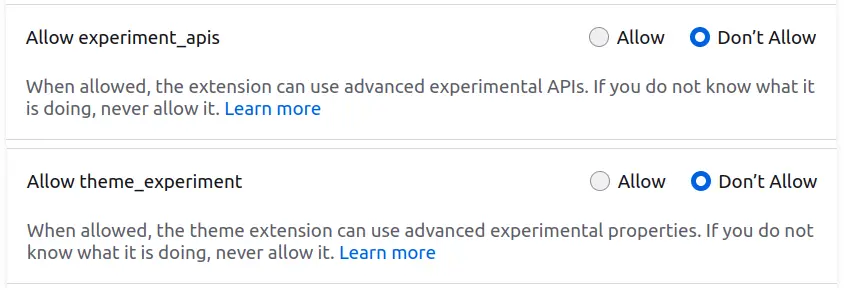 Allow experiment_apis Allow Don’t Allow
When allowed, the extension can use advanced experimental APIs. If you do not know what it
is doing, never allow it. Learn more
Allow theme_experiment Allow Don’t Allow
When allowed, the theme extension can use advanced experimental properties. If you do not
know what it is doing, never allow it. Learn more